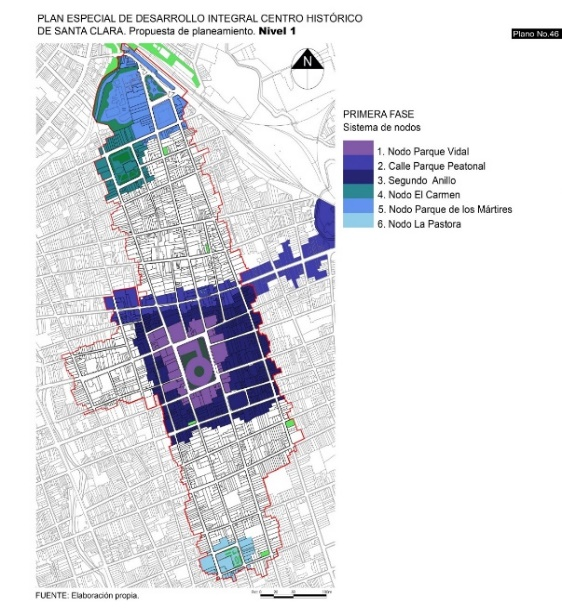 PLAN ESPECIAL DE DESARROLLO INTEGRAL CENTRO HISTÓRICO
DE SANTA CLARA. Propuesta de planeamiento. Nivel 1
Plano No.46
N
PRIMERA FASE
Sistema de nodos
1. Nodo Parque Vidal
2. Calle Parque Peatonal
3. Segundo Anillo
4. Nodo El Carmen
5. Nodo Parque de los Mártires
6. Nodo La Pastora
FUENTE: Elaboración propia.